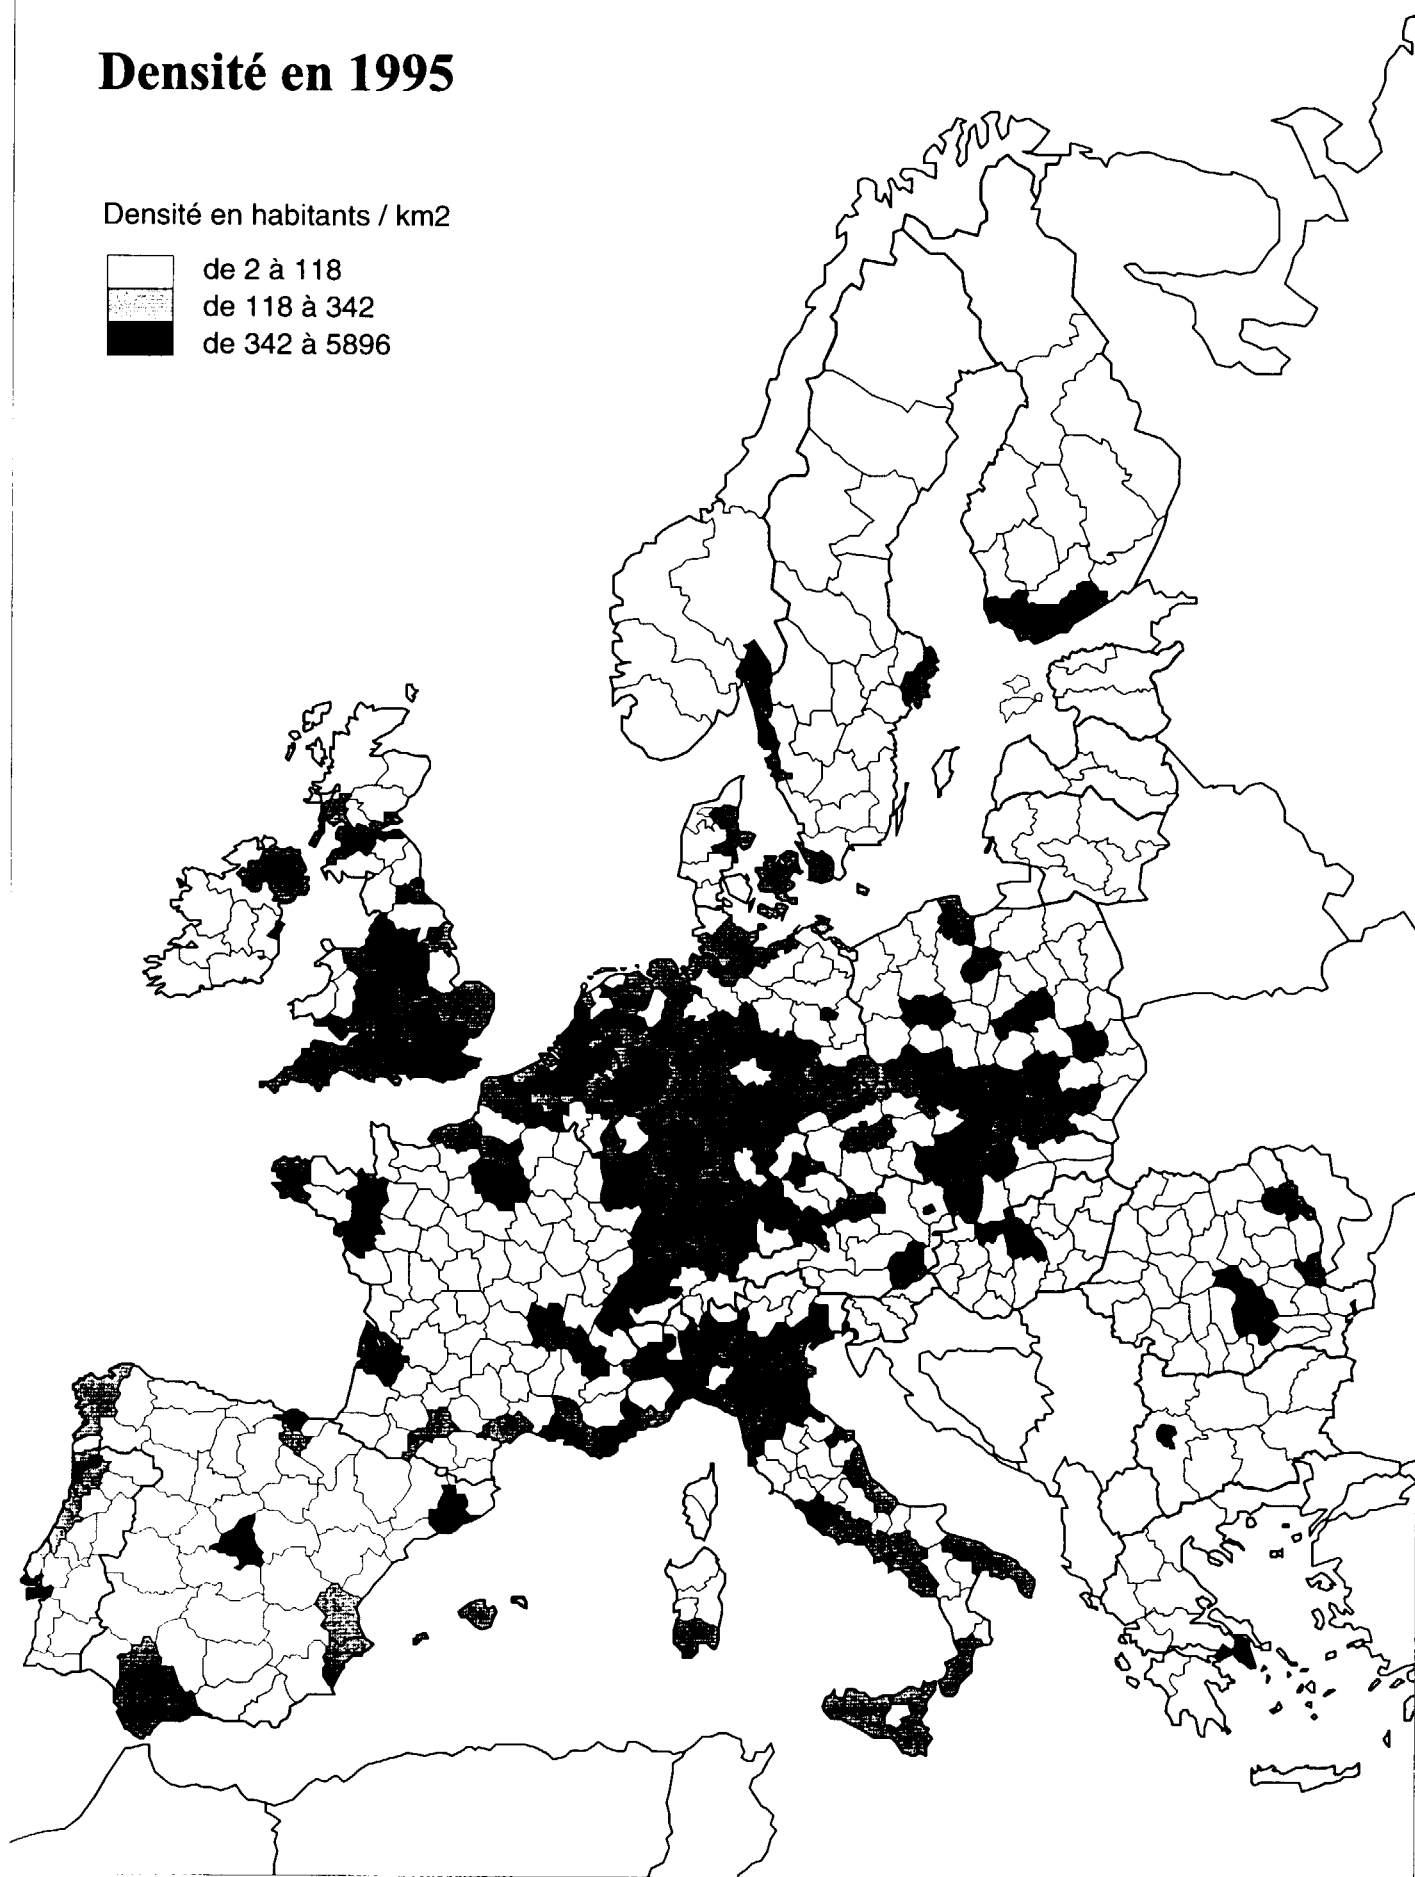 Densité en 1995
Densité en habitants / km2
de 2 à 118
de 118 à 342
de 342 à 5896